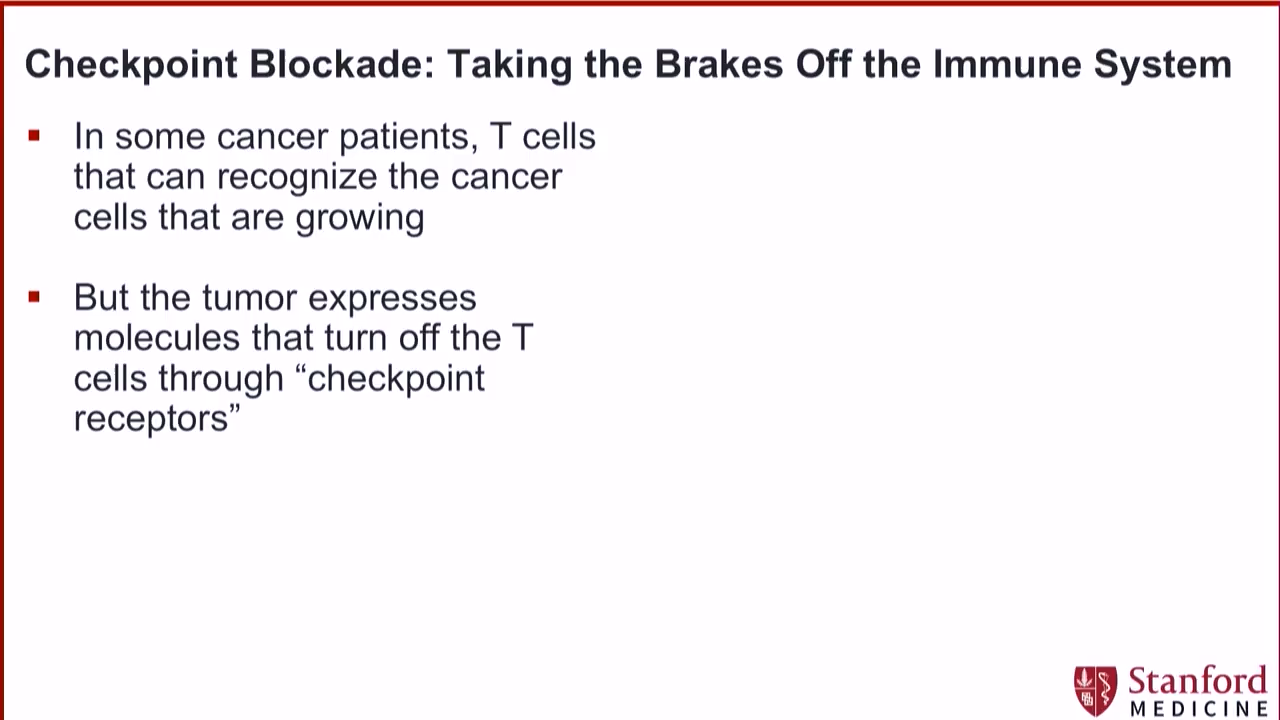 Checkpoint Blockade: Taking the Brakes Off the Immune System
In some cancer patients, T cells
that can recognize the cancer
cells that are growing
But the tumor expresses
molecules that turn off the T
cells through “checkpoint
receptors”
Stanford
MEDICINE